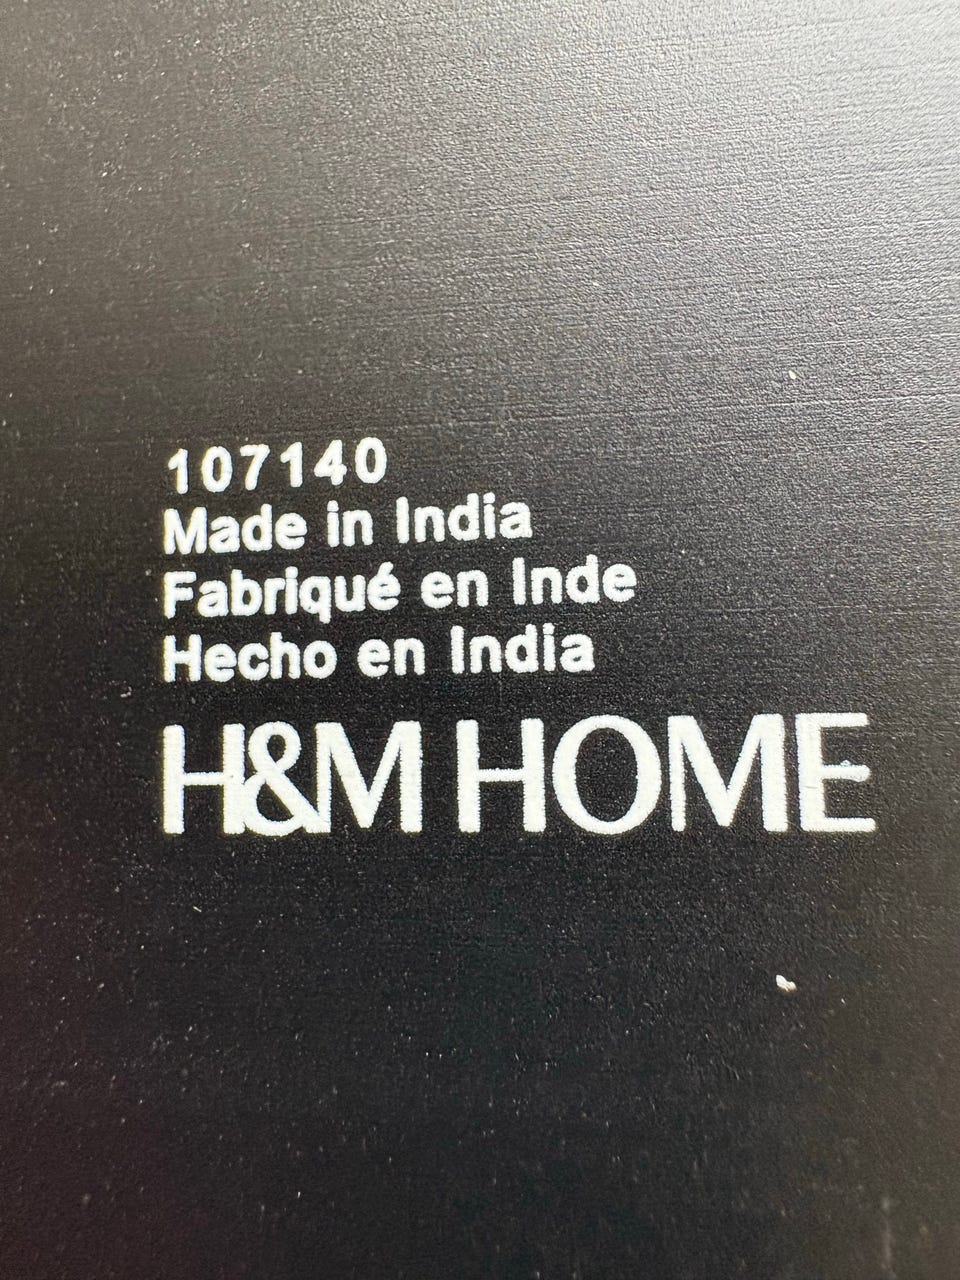 107140
Made in India
Fabriqué en Inde
Hecho en India
H&M HOME